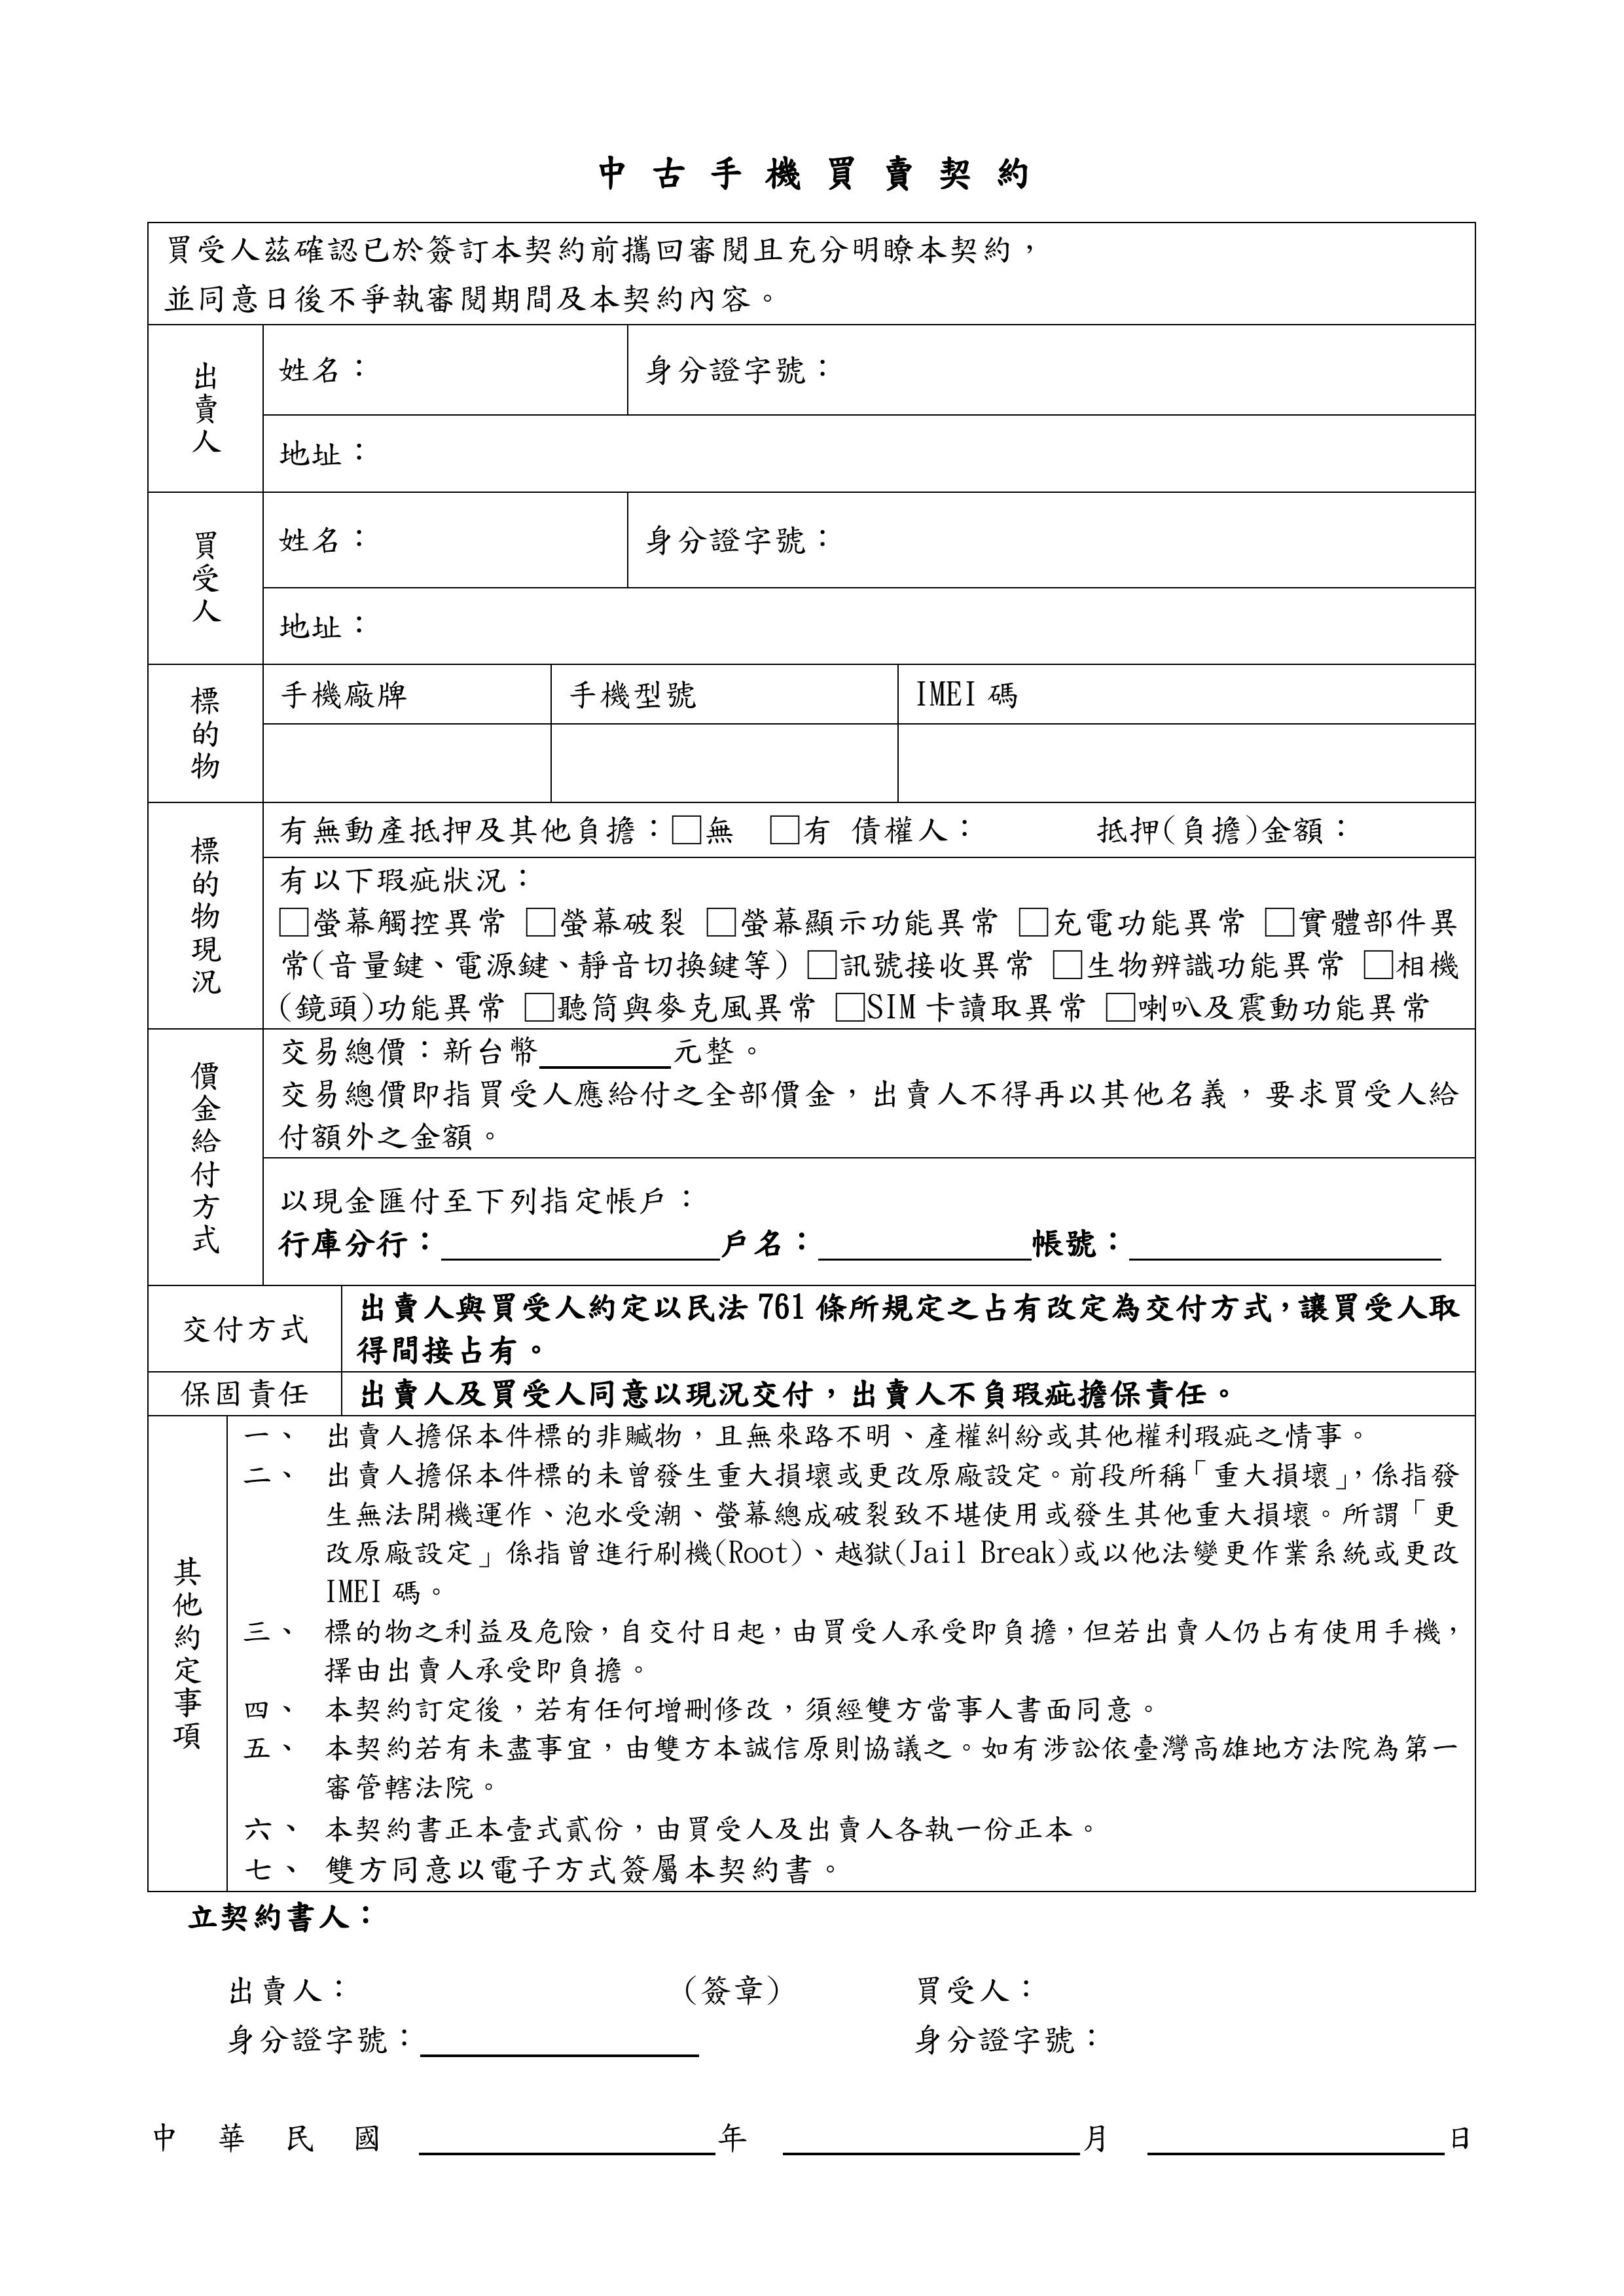 中古手機買賣契約
買受人茲確認已於簽訂本契約前攜回審閱且充分明瞭本契約，
並同意日後不爭執審閱期間及本契約內容。
出賣人
姓名：
身分證字號：
地址：
買受人
姓名：
身分證字號：
地址：
標的物
手機廠牌
手機型號
IMEI 碼
標的物現況
有無動產抵押及其他負擔：□無　□有 債權人：　　　抵押(負擔)金額：
有以下瑕疵狀況：
□螢幕觸控異常 □螢幕破裂 □螢幕顯示功能異常 □充電功能異常 □實體部件異
常(音量鍵、電源鍵、靜音切換鍵等) □訊號接收異常 □生物辨識功能異常 □相機
(鏡頭)功能異常 □聽筒與麥克風異常 □SIM 卡讀取異常 □喇叭及震動功能異常
價金給付方式
交易總價：新台幣________元整。
交易總價即指買受人應給付之全部價金，出賣人不得再以其他名義，要求買受人給
付額外之金額。
以現金匯付至下列指定帳戶：
行庫分行：_________________戶名：_____________帳號：___________________
交付方式
出賣人與買受人約定以民法 761 條所規定之占有改定為交付方式，讓買受人取
得間接占有。
保固責任
出賣人及買受人同意以現況交付，出賣人不負瑕疵擔保責任。
其他約定事項
一、 出賣人擔保本件標的非贓物，且無來路不明、產權糾紛或其他權利瑕疵之情事。
二、 出賣人擔保本件標的未曾發生重大損壞或更改原廠設定。前段所稱「重大損壞」，係指發
生無法開機運作、泡水受潮、螢幕總成破裂致不堪使用或發生其他重大損壞。所謂「更
改原廠設定」係指曾進行刷機(Root)、越獄(Jail Break)或以他法變更作業系統或更改
IMEI 碼。
三、 標的物之利益及危險，自交付日起，由買受人承受即負擔，但若出賣人仍占有使用手機，
擇由出賣人承受即負擔。
四、 本契約訂定後，若有任何增刪修改，須經雙方當事人書面同意。
五、 本契約若有未盡事宜，由雙方本誠信原則協議之。如有涉訟依臺灣高雄地方法院為第一
審管轄法院。
六、 本契約書正本壹式貳份，由買受人及出賣人各執一份正本。
七、 雙方同意以電子方式簽屬本契約書。
立契約書人：
出賣人：　　　　　　　　　　(簽章)　　　　買受人：
身分證字號：_________________　　　　　　身分證字號：
中　華　民　國　__________________年　__________________月　__________________日